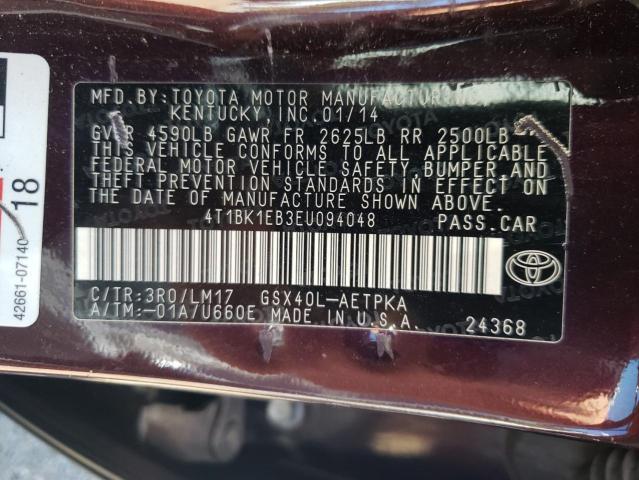 MFD.BY:TOYOTA MOTOR MANUFACTURING
KENTUCKY, INC.01/14
GVWR 4590LB GAWR FR 2625LB RR 2500LB
THIS VEHICLE CONFORMS TO ALL APPLICABLE
FEDERAL MOTOR VEHICLE SAFETY, BUMPER, AND
THEFT PREVENTION STANDARDS IN EFFECT ON
THE DATE OF MANUFACTURE SHOWN ABOVE.
4T1BK1EB3EU094048 PASS.CAR
C/TR:3R0/LM17 GSX40L-AETPKA
A/TM:-01A/U660E MADE IN U.S.A. 24368
TOYOTA
42661-07140
18